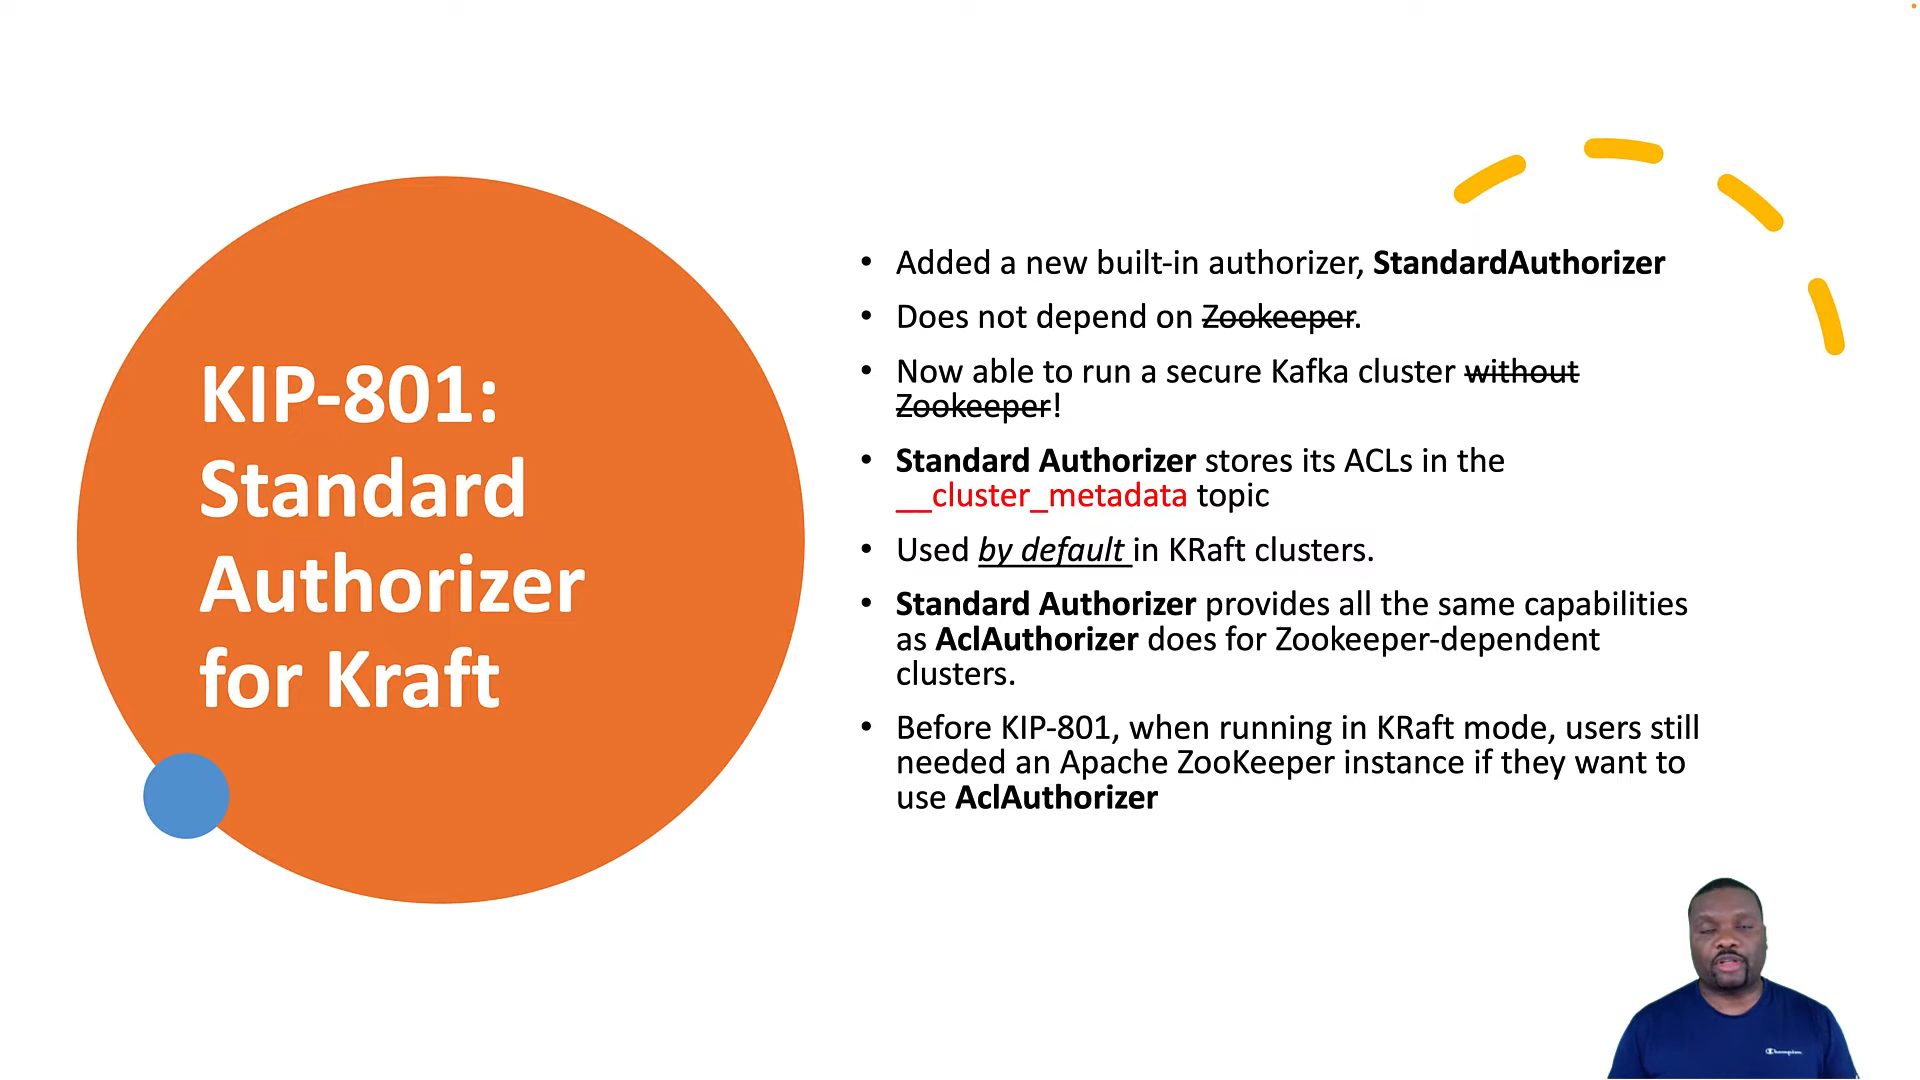 KIP-801:
Standard
Authorizer
for Kraft
• Added a new built-in authorizer, StandardAuthorizer
• Does not depend on Zookeeper.
• Now able to run a secure Kafka cluster without
Zookeeper!
• Standard Authorizer stores its ACLs in the
__cluster_metadata topic
• Used by default in KRaft clusters.
• Standard Authorizer provides all the same capabilities
as AclAuthorizer does for Zookeeper-dependent
clusters.
• Before KIP-801, when running in KRaft mode, users still
needed an Apache ZooKeeper instance if they want to
use AclAuthorizer
Champion